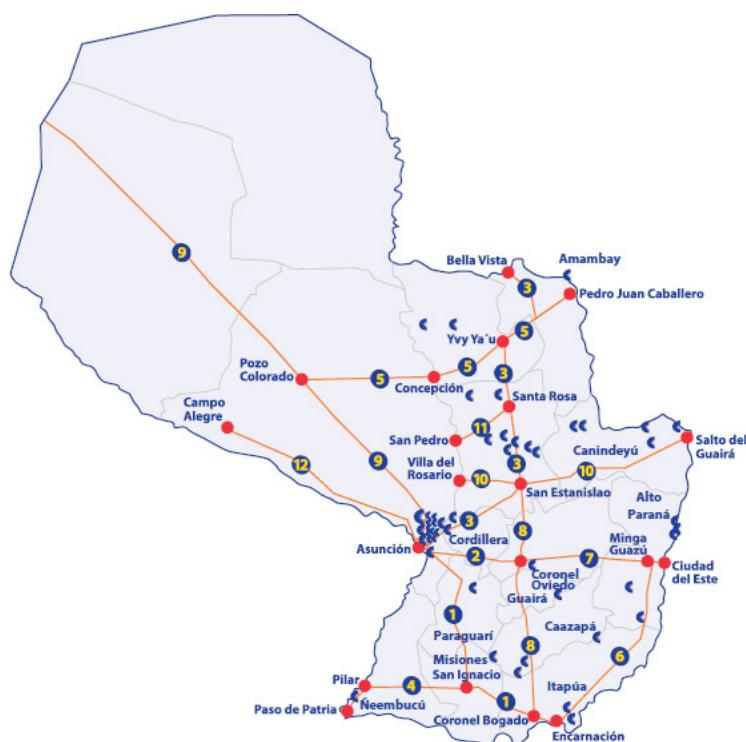 9
Bella Vista
Amambay
3
Pedro Juan Caballero
5
Yvy Ya´u
Pozo
Colorado
5
5
Concepción
3
Campo
Alegre
Santa Rosa
11
San Pedro
12
9
Villa del
Rosario
10
3
Canindeyú
10
Salto del
Guairá
San Estanislao
Alto
Paraná
3
Cordillera
8
Asunción
2
7
Minga
Guazú
Ciudad
del Este
Coronel
Oviedo
Guairá
1
Paraguarí
Caazapá
8
6
Misiones
San Ignacio
Pilar
4
Itapúa
Paso de Patria
Ñeembucú
1
Coronel Bogado
Encarnación